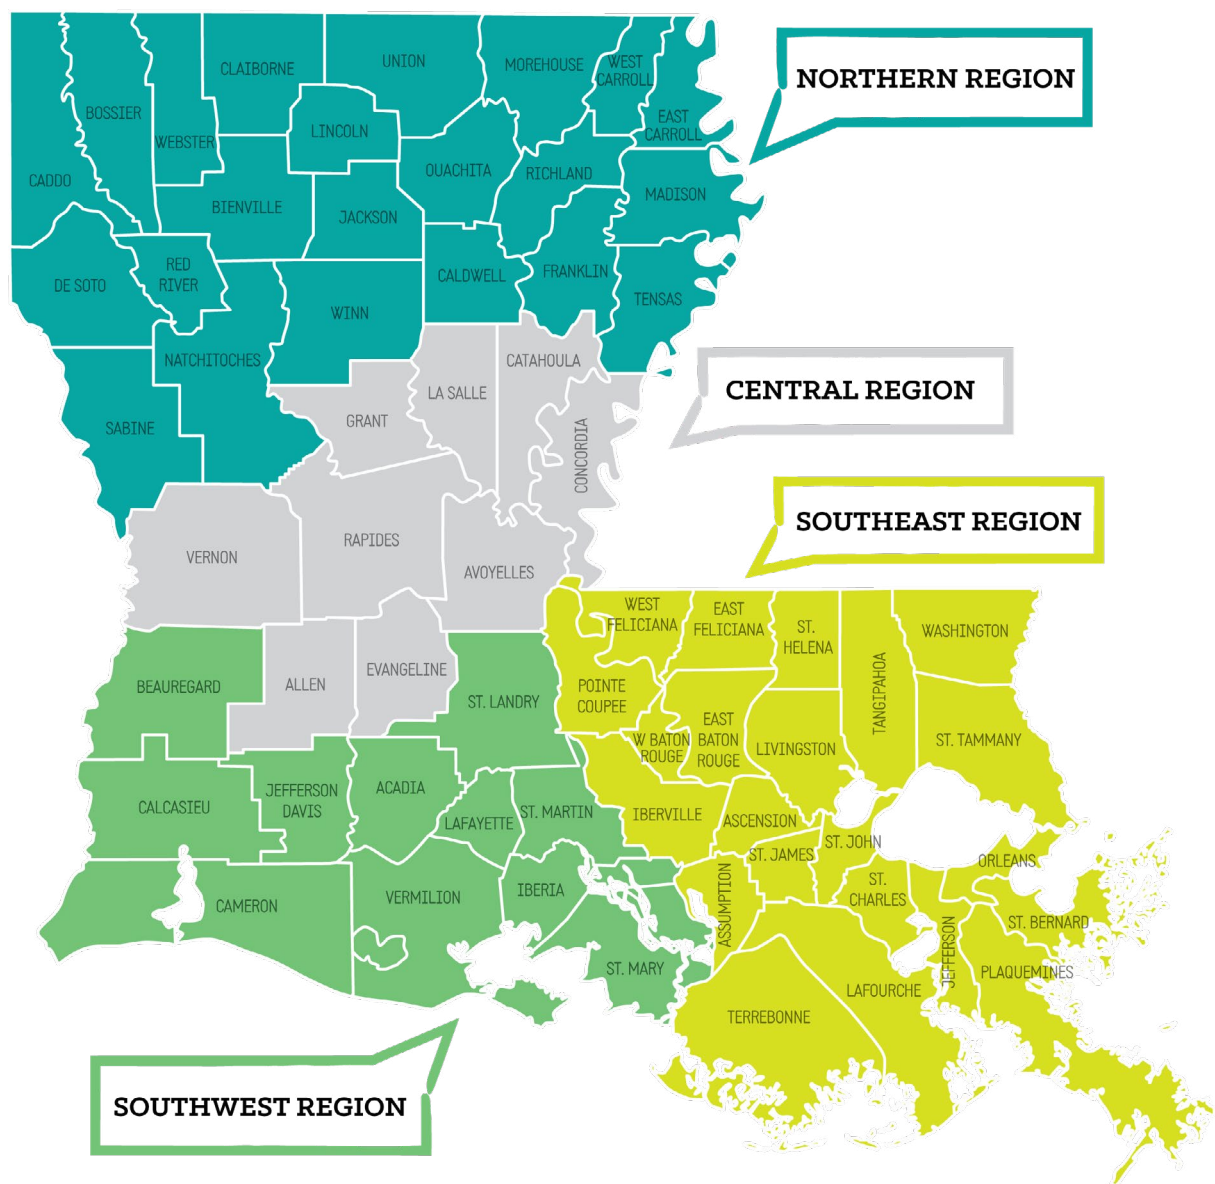 NORTHERN REGION
CLAIBORNE
UNION
MOREHOUSE
WEST
CARROLL
BOSSIER
WEBSTER
LINCOLN
EAST
CARROLL
CADDO
OUACHITA
RICHLAND
MADISON
BIENVILLE
JACKSON
DE SOTO
RED
RIVER
CALDWELL
FRANKLIN
TENSAS
WINN
NATCHITOCHES
CATAHOULA
LA SALLE
CENTRAL REGION
SABINE
GRANT
CONCORDIA
SOUTHEAST REGION
VERNON
RAPIDES
AVOYELLES
WEST
FELICIANA
EAST
FELICIANA
ST.
HELENA
WASHINGTON
BEAUREGARD
ALLEN
EVANGELINE
ST. LANDRY
POINTE
COUPEE
TANGIPAHOA
W BATON
ROUGE
EAST
BATON
ROUGE
LIVINGSTON
ST. TAMMANY
CALCASIEU
JEFFERSON
DAVIS
ACADIA
LAFAYETTE
ST. MARTIN
IBERVILLE
ASCENSION
ST. JAMES
ST. JOHN
ORLEANS
CAMERON
VERMILION
IBERIA
ASSUMPTION
ST.
CHARLES
ST. BERNARD
ST. MARY
JEFFERSON
PLAQUEMINES
LAFOURCHE
TERREBONNE
SOUTHWEST REGION